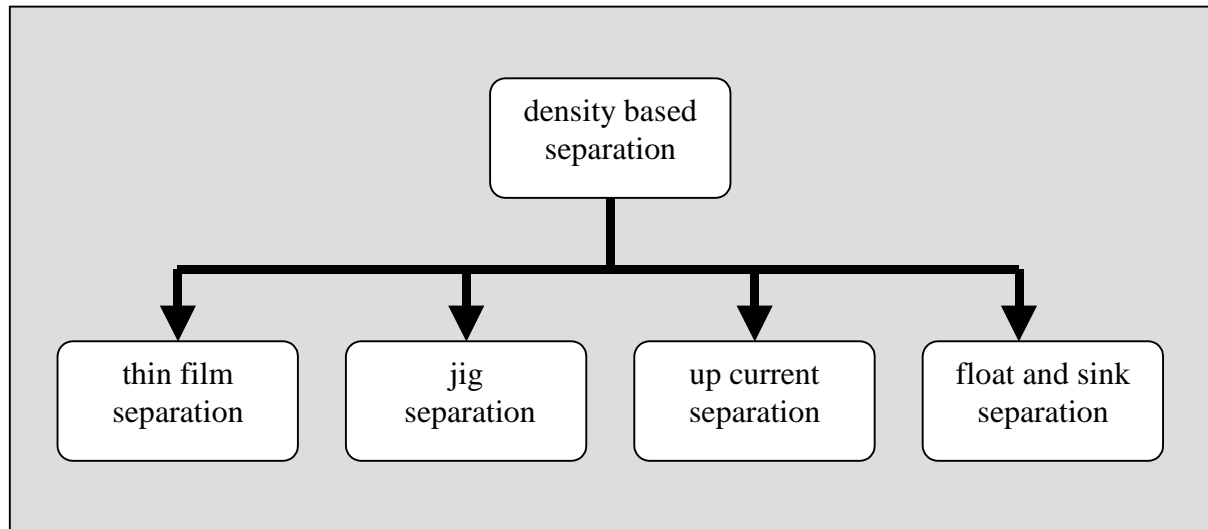 density based
separation
thin film
separation
jig
separation
up current
separation
float and sink
separation